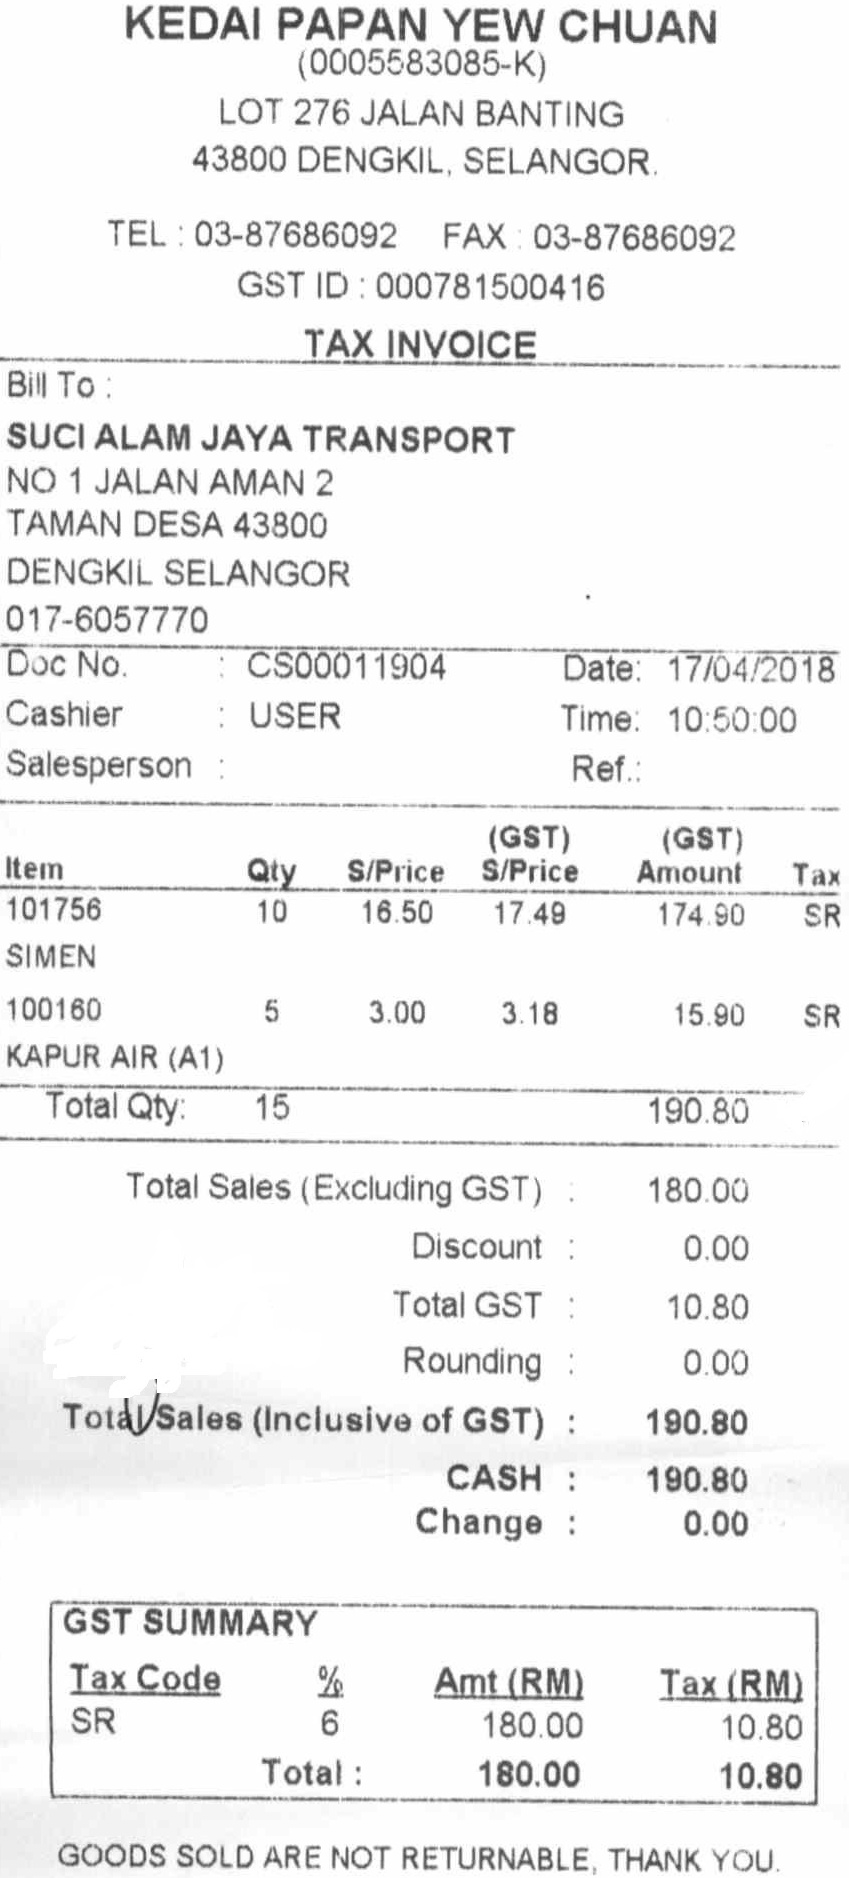 KEDAI PAPAN YEW CHUAN
(0005583085-K)
LOT 276 JALAN BANTING
43800 DENGKIL, SELANGOR.
TEL : 03-87686092 FAX : 03-87686092
GST ID : 000781500416
TAX INVOICE
Bill To :
SUCI ALAM JAYA TRANSPORT
NO 1 JALAN AMAN 2
TAMAN DESA 43800
DENGKIL SELANGOR
017-6057770
Doc No. : CS00011904 Date: 17/04/2018
Cashier : USER Time: 10:50:00
Salesperson : Ref.:
(GST) (GST)
Item Qty S/Price S/Price Amount Tax
101756 10 16.50 17.49 174.90 SR
SIMEN
100160 5 3.00 3.18 15.90 SR
KAPUR AIR (A1)
Total Qty: 15 190.80
Total Sales (Excluding GST) : 180.00
Discount : 0.00
Total GST : 10.80
Rounding : 0.00
Total Sales (Inclusive of GST) : 190.80
CASH : 190.80
Change : 0.00
GST SUMMARY
Tax Code % Amt (RM) Tax (RM)
SR 6 180.00 10.80
Total : 180.00 10.80
GOODS SOLD ARE NOT RETURNABLE, THANK YOU.